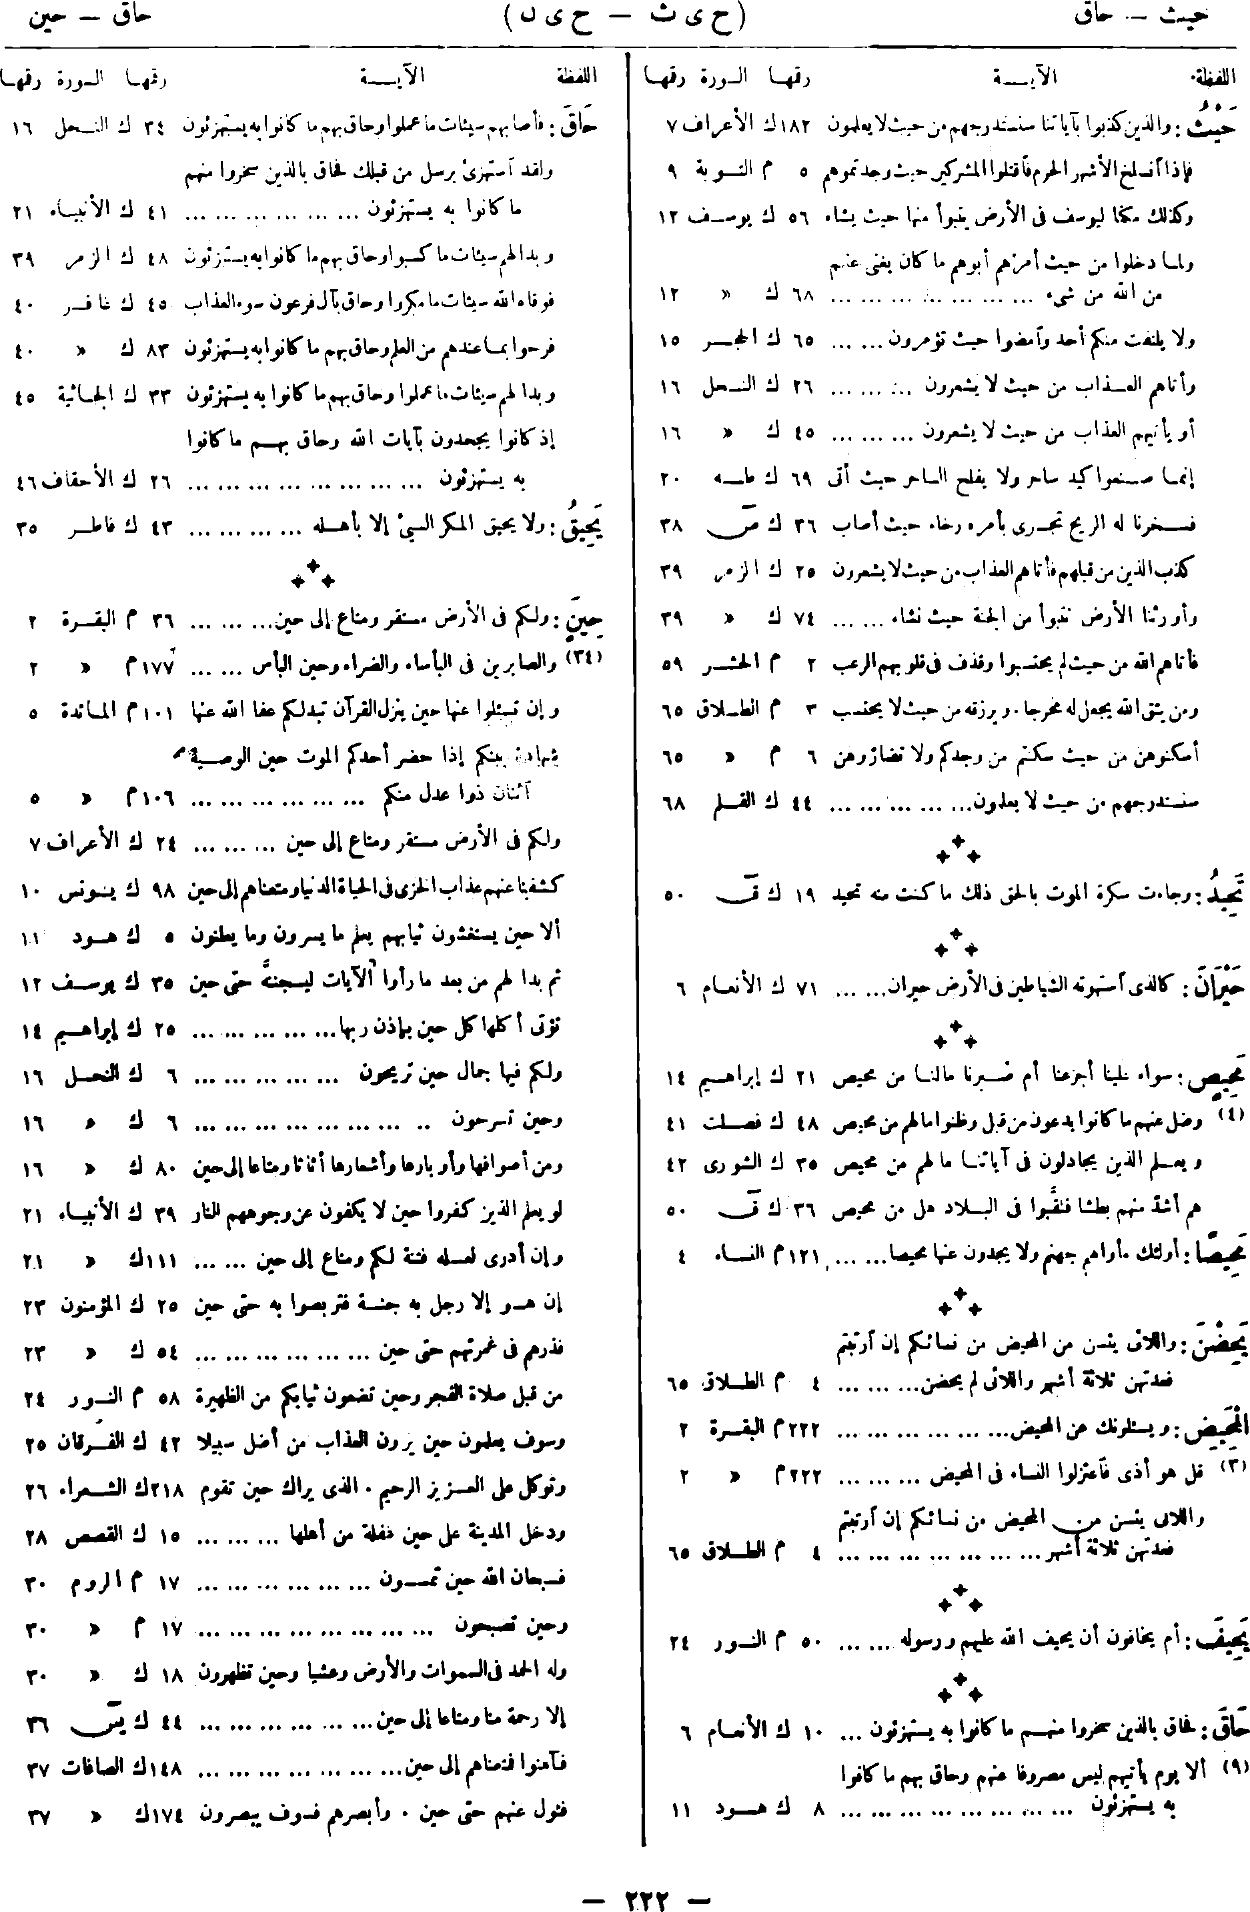 حيث — حاق
(ح ى ث — ح ى ن)
حاق — حين
اللفظة الآيــة رقمها السورة رقمها
حَيْثُ : والذين كذبوا بآياتنا سنستدرجهم من حيث لا يعلمون ١٨٢ ك الأعراف ٧
فإذا أنسلخ الأشهر الحرم فأقتلوا المشركين حيث وجدتموهم ٥ م التوبة ٩
وكذلك مكنا ليوسف فى الأرض يتبوأ منها حيث يشاء ٥٦ ك يوسف ١٢
ولما دخلوا من حيث أمرهم أبوهم ما كان يغنى عنهم
من الله من شىء ... ... ... ... ... ... ... ٦٨ ك « ١٢
ولا يلتفت منكم أحد وأمضوا حيث تؤمرون ... ... ٦٥ ك الحجر ١٥
وأتاهم العذاب من حيث لا يشعرون ... ... ... ٢٦ ك النحل ١٦
أو يأتيهم العذاب من حيث لا يشعرون ... ... ... ٤٥ ك « ١٦
إنما صنعوا كيد ساحر ولا يفلح الساحر حيث أتى ٦٩ ك طــه ٢٠
فسخرنا له الريح تجرى بأمره رخاء حيث أصاب ٣٦ ك صٓ ٣٨
كذب الذين من قبلهم فأتاهم العذاب من حيث لا يشعرون ٢٥ ك الزمر ٣٩
وأورثنا الأرض نتبوأ من الجنة حيث نشاء ... ... ٧٤ ك « ٣٩
فأتاهم الله من حيث لم يحتسبوا وقذف فى قلوبهم الرعب ٢ م الحشر ٥٩
ومن يتق الله يجعل له مخرجا . ويرزقه من حيث لا يحتسب ٣ م الطلاق ٦٥
أسكنوهن من حيث سكنتم من وجدكم ولا تضاروهن ٦ م « ٦٥
سنستدرجهم من حيث لا يعلمون ... ... ... ... ... ٤٤ ك القلم ٦٨
تَحِيدُ : وجاءت سكرة الموت بالحق ذلك ما كنت منه تحيد ١٩ ك قٓ ٥٠
حَيْرَانَ : كالذى أستهوته الشياطين فى الأرض حيران ... ... ٧١ ك الأنعام ٦
مَحِيصٍ : سواء علينا أجزعنا أم صبرنا مالنا من محيص ٢١ ك إبراهيم ١٤
(٤) وضل عنهم ما كانوا يدعون من قبل وظنوا مالهم من محيص ٤٨ ك فصلت ٤١
ويعلم الذين يجادلون فى آياتنا ما لهم من محيص ٣٥ ك الشورى ٤٢
هم أشدّ منهم بطشا فنقّبوا فى البلاد هل من محيص ٣٦ ك قٓ ٥٠
مَحِيصًا : أولئك مأواهم جهنم ولا يجدون عنها محيصا ... ... ١٢١ م النساء ٤
يَحِضْنَ : واللائى يئسن من المحيض من نسائكم إن أرتبتم
فعدتهن ثلاثة أشهر واللائى لم يحضن ... ... ... ٤ م الطلاق ٦٥
الْمَحِيضِ : ويسئلونك عن المحيض ... ... ... ... ... ... ٢٢٢ م البقرة ٢
(٣) قل هو أذى فأعتزلوا النساء فى المحيض ... ... ... ٢٢٢ م « ٢
واللائى يئسن من المحيض من نسائكم إن أرتبتم
فعدتهن ثلاثة أشهر ... ... ... ... ... ... ... ٤ م الطلاق ٦٥
يَحِيفَ : أم يخافون أن يحيف الله عليهم ورسوله ... ... ٥٠ م النور ٢٤
حَاقَ : فحاق بالذين سخروا منهم ما كانوا به يستهزئون ... ١٠ ك الأنعام ٦
(٩) ألا يوم يأتيهم ليس مصروفا عنهم وحاق بهم ما كانوا
به يستهزئون ... ... ... ... ... ... ... ... ٨ ك هود ١١
اللفظة الآيــة رقمها السورة رقمها
حَاقَ : فأصابهم سيئات ما عملوا وحاق بهم ما كانوا به يستهزئون ٣٤ ك النحل ١٦
ولقد أستهزئ برسل من قبلك فحاق بالذين سخروا منهم
ما كانوا به يستهزئون ... ... ... ... ... ... ٤١ ك الأنبياء ٢١
وبدا لهم سيئات ما كسبوا وحاق بهم ما كانوا به يستهزئون ٤٨ ك الزمر ٣٩
فوقاه الله سيئات ما مكروا وحاق بآل فرعون سوء العذاب ٤٥ ك غافر ٤٠
فرحوا بما عندهم من العلم وحاق بهم ما كانوا به يستهزئون ٨٣ ك « ٤٠
وبدا لهم سيئات ما عملوا وحاق بهم ما كانوا به يستهزئون ٣٣ ك الجاثية ٤٥
إذ كانوا يجحدون بآيات الله وحاق بهم ما كانوا
به يستهزئون ... ... ... ... ... ... ... ... ٢٦ ك الأحقاف ٤٦
يَحِيقُ : ولا يحيق المكر السيئ إلا بأهله ... ... ... ... ٤٣ ك فاطر ٣٥
حِينٍ : ولكم فى الأرض مستقر ومتاع إلى حين ... ... ... ٣٦ م البقرة ٢
(٣٤) والصابرين فى البأساء والضراء وحين البأس ... ... ١٧٧ م « ٢
وإن تسئلوا عنها حين ينزل القرآن تبدلكم عفا الله عنها ١٠١ م المائدة ٥
شهادة بينكم إذا حضر أحدكم الموت حين الوصية
أثنان ذوا عدل منكم ... ... ... ... ... ... ١٠٦ م « ٥
ولكم فى الأرض مستقر ومتاع إلى حين ... ... ... ٢٤ ك الأعراف ٧
كشفنا عنهم عذاب الخزى فى الحياة الدنيا ومتعناهم إلى حين ٩٨ ك يونس ١٠
ألا حين يستغشون ثيابهم يعلم ما يسرون وما يعلنون ٥ ك هود ١١
ثم بدا لهم من بعد ما رأوا الآيات ليسجننّه حتى حين ٣٥ ك يوسف ١٢
تؤتى أكلها كل حين بإذن ربها ... ... ... ... ... ٢٥ ك إبراهيم ١٤
ولكم فيها جمال حين تريحون ... ... ... ... ... ٦ ك النحل ١٦
وحين تسرحون .. ... ... ... ... ... ... ... ٦ ك « ١٦
ومن أصوافها وأوبارها وأشعارها أثاثا ومتاعا إلى حين ٨٠ ك « ١٦
لو يعلم الذين كفروا حين لا يكفون عن وجوههم النار ٣٩ ك الأنبياء ٢١
وإن أدرى لعله فتنة لكم ومتاع إلى حين ... ... ١١١ ك « ٢١
إن هو إلا رجل به جنة فتربصوا به حتى حين ٢٥ ك المؤمنون ٢٣
فذرهم فى غمرتهم حتى حين ... ... ... ... ... ... ٥٤ ك « ٢٣
من قبل صلاة الفجر وحين تضعون ثيابكم من الظهيرة ٥٨ م النور ٢٤
وسوف يعلمون حين يرون العذاب من أضل سبيلا ٤٢ ك الفرقان ٢٥
وتوكل على العزيز الرحيم . الذى يراك حين تقوم ٢١٨ ك الشعراء ٢٦
ودخل المدينة على حين غفلة من أهلها ... ... ... ١٥ ك القصص ٢٨
فسبحان الله حين تمسون ... ... ... ... ... ... ١٧ م الروم ٣٠
وحين تصبحون ... ... ... ... ... ... ... ... ١٧ م « ٣٠
وله الحمد فى السموات والأرض وعشيا وحين تظهرون ١٨ ك « ٣٠
إلا رحمة منا ومتاعا إلى حين ... ... ... ... ... ... ٤٤ ك يسٓ ٣٦
فآمنوا فمتعناهم إلى حين ... ... ... ... ... ... ... ١٤٨ ك الصافات ٣٧
فتول عنهم حتى حين . وأبصرهم فسوف يبصرون ١٧٤ ك « ٣٧
— ٢٢٢ —